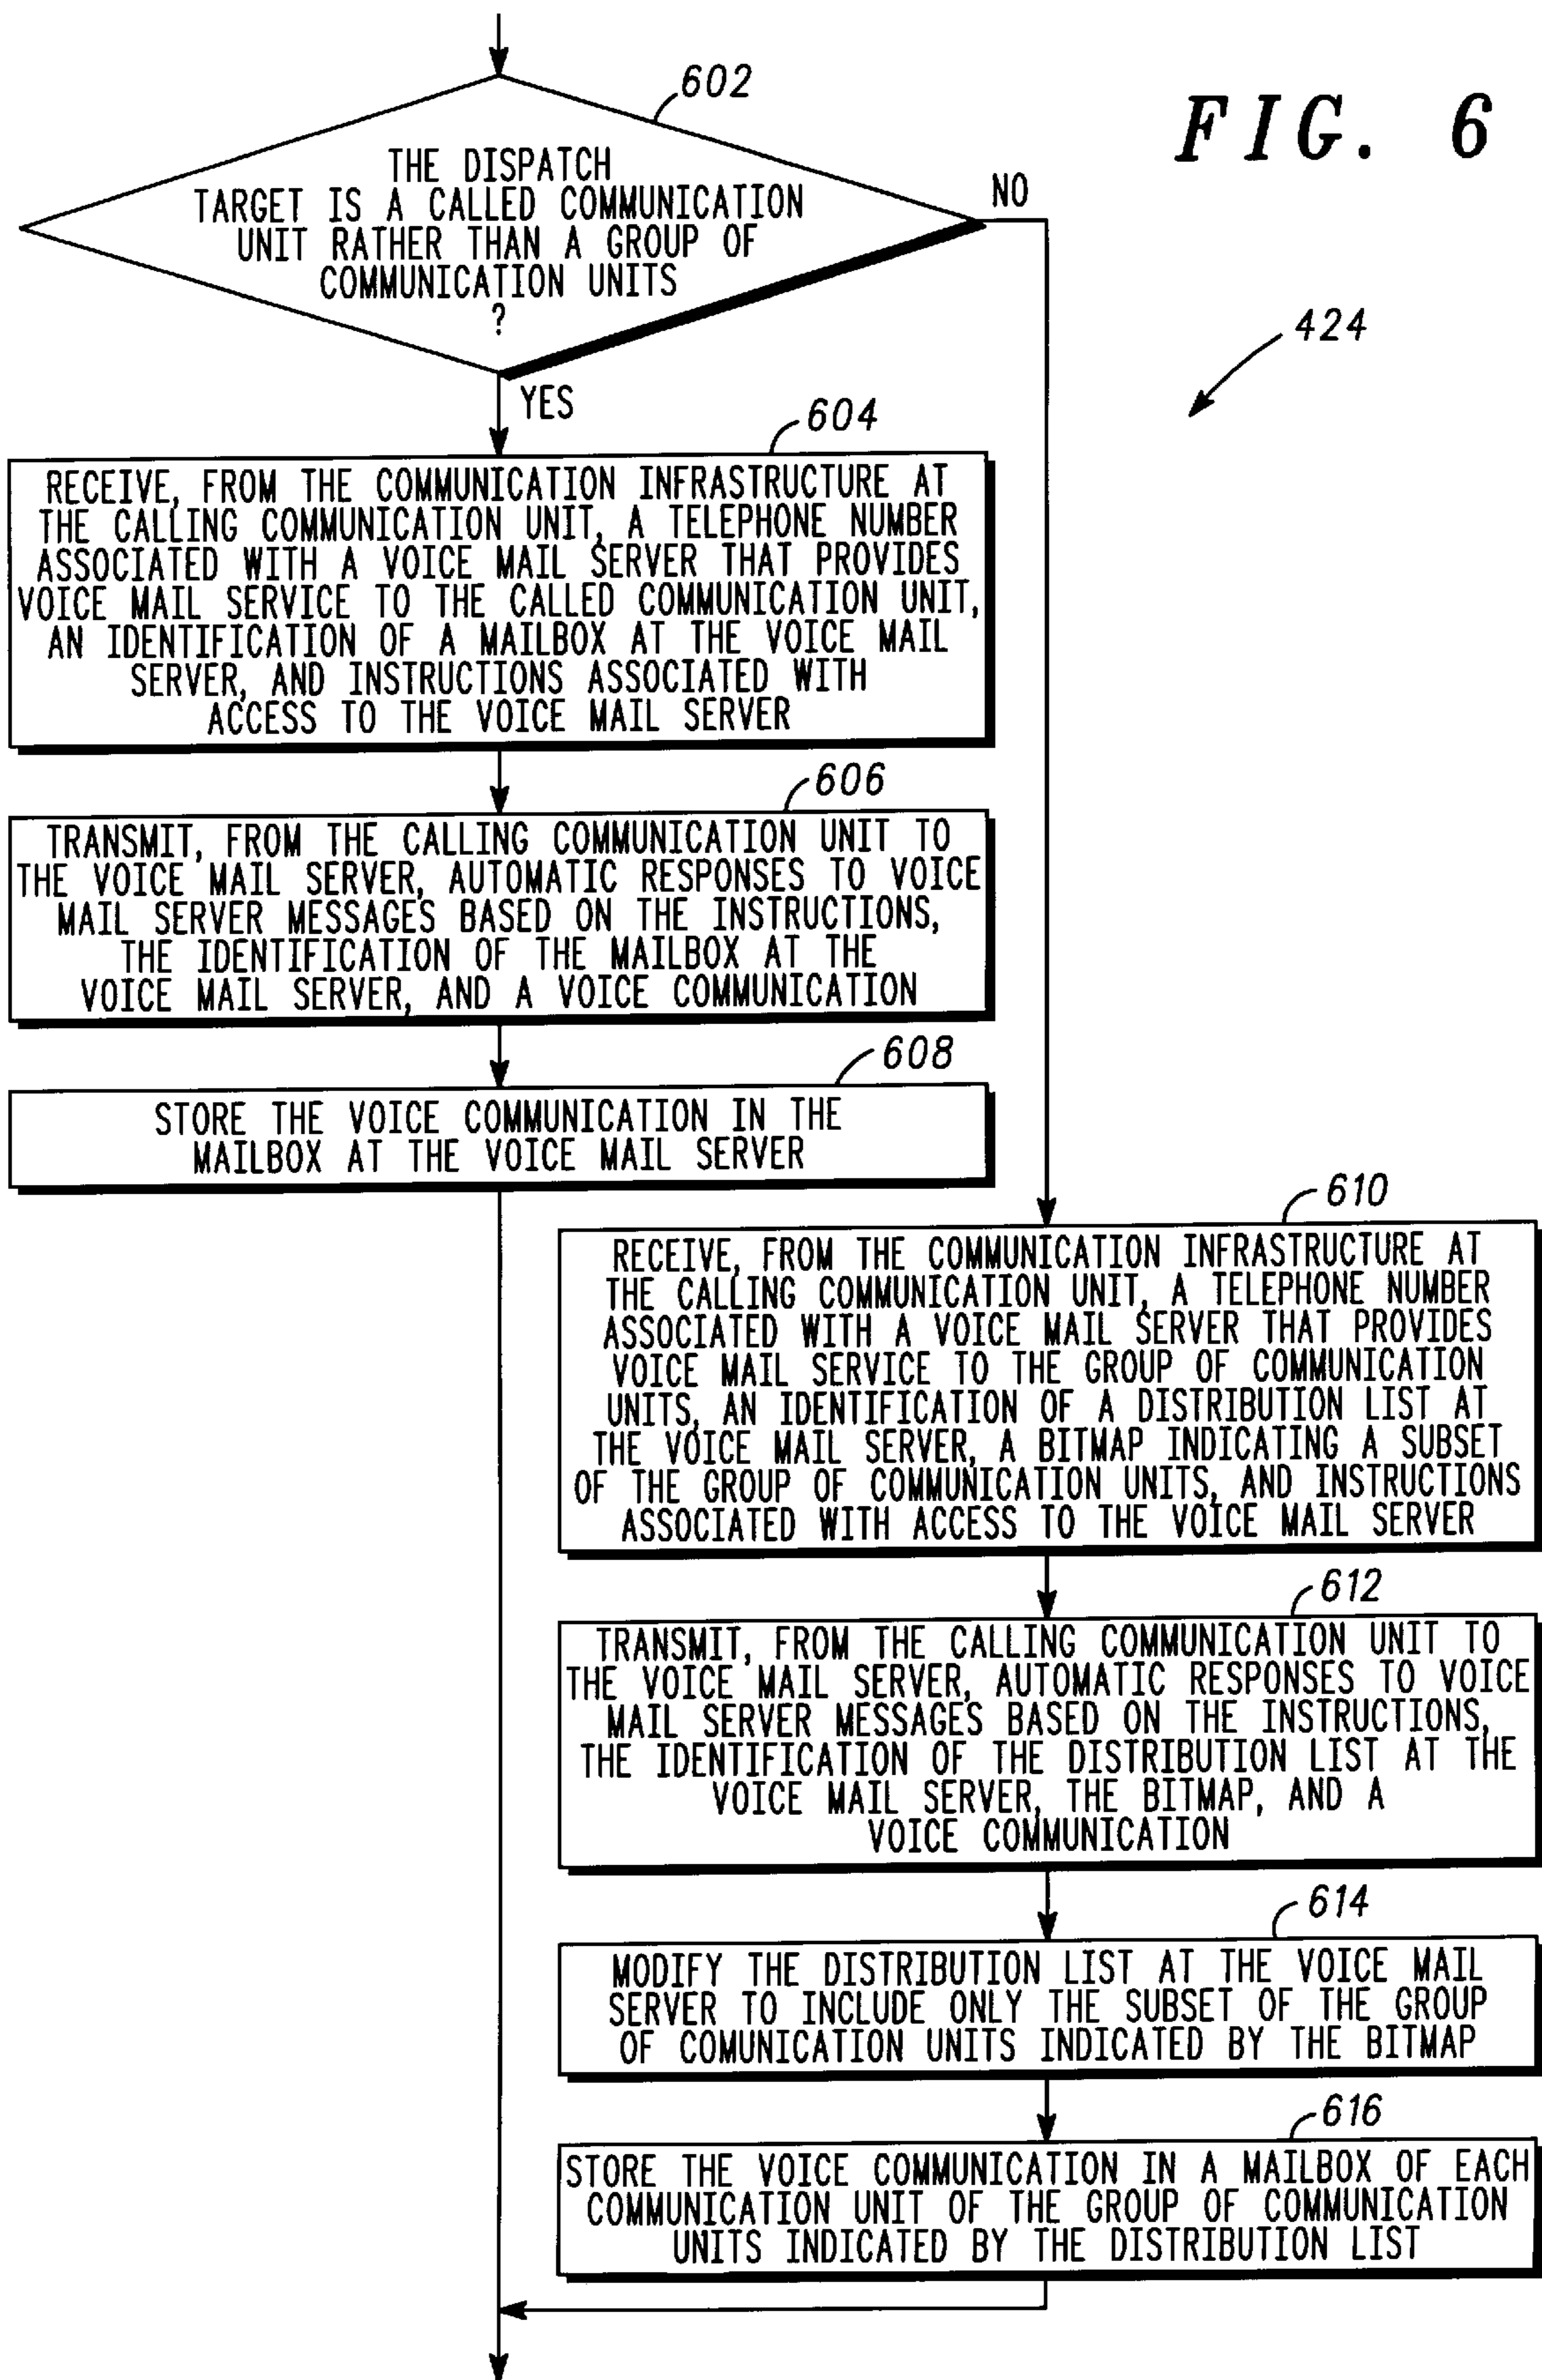 FIG. 6
602
THE DISPATCH
TARGET IS A CALLED COMMUNICATION
UNIT RATHER THAN A GROUP OF
COMMUNICATION UNITS
?
NO
424
YES
604
RECEIVE, FROM THE COMMUNICATION INFRASTRUCTURE AT
THE CALLING COMMUNICATION UNIT, A TELEPHONE NUMBER
ASSOCIATED WITH A VOICE MAIL SERVER THAT PROVIDES
VOICE MAIL SERVICE TO THE CALLED COMMUNICATION UNIT,
AN IDENTIFICATION OF A MAILBOX AT THE VOICE MAIL
SERVER, AND INSTRUCTIONS ASSOCIATED WITH
ACCESS TO THE VOICE MAIL SERVER
606
TRANSMIT, FROM THE CALLING COMMUNICATION UNIT TO
THE VOICE MAIL SERVER, AUTOMATIC RESPONSES TO VOICE
MAIL SERVER MESSAGES BASED ON THE INSTRUCTIONS,
THE IDENTIFICATION OF THE MAILBOX AT THE
VOICE MAIL SERVER, AND A VOICE COMMUNICATION
608
STORE THE VOICE COMMUNICATION IN THE
MAILBOX AT THE VOICE MAIL SERVER
610
RECEIVE, FROM THE COMMUNICATION INFRASTRUCTURE AT
THE CALLING COMMUNICATION UNIT, A TELEPHONE NUMBER
ASSOCIATED WITH A VOICE MAIL SERVER THAT PROVIDES
VOICE MAIL SERVICE TO THE GROUP OF COMMUNICATION
UNITS, AN IDENTIFICATION OF A DISTRIBUTION LIST AT
THE VOICE MAIL SERVER, A BITMAP INDICATING A SUBSET
OF THE GROUP OF COMMUNICATION UNITS, AND INSTRUCTIONS
ASSOCIATED WITH ACCESS TO THE VOICE MAIL SERVER
612
TRANSMIT, FROM THE CALLING COMMUNICATION UNIT TO
THE VOICE MAIL SERVER, AUTOMATIC RESPONSES TO VOICE
MAIL SERVER MESSAGES BASED ON THE INSTRUCTIONS,
THE IDENTIFICATION OF THE DISTRIBUTION LIST AT THE
VOICE MAIL SERVER, THE BITMAP, AND A
VOICE COMMUNICATION
614
MODIFY THE DISTRIBUTION LIST AT THE VOICE MAIL
SERVER TO INCLUDE ONLY THE SUBSET OF THE GROUP
OF COMUNICATION UNITS INDICATED BY THE BITMAP
616
STORE THE VOICE COMMUNICATION IN A MAILBOX OF EACH
COMMUNICATION UNIT OF THE GROUP OF COMMUNICATION
UNITS INDICATED BY THE DISTRIBUTION LIST